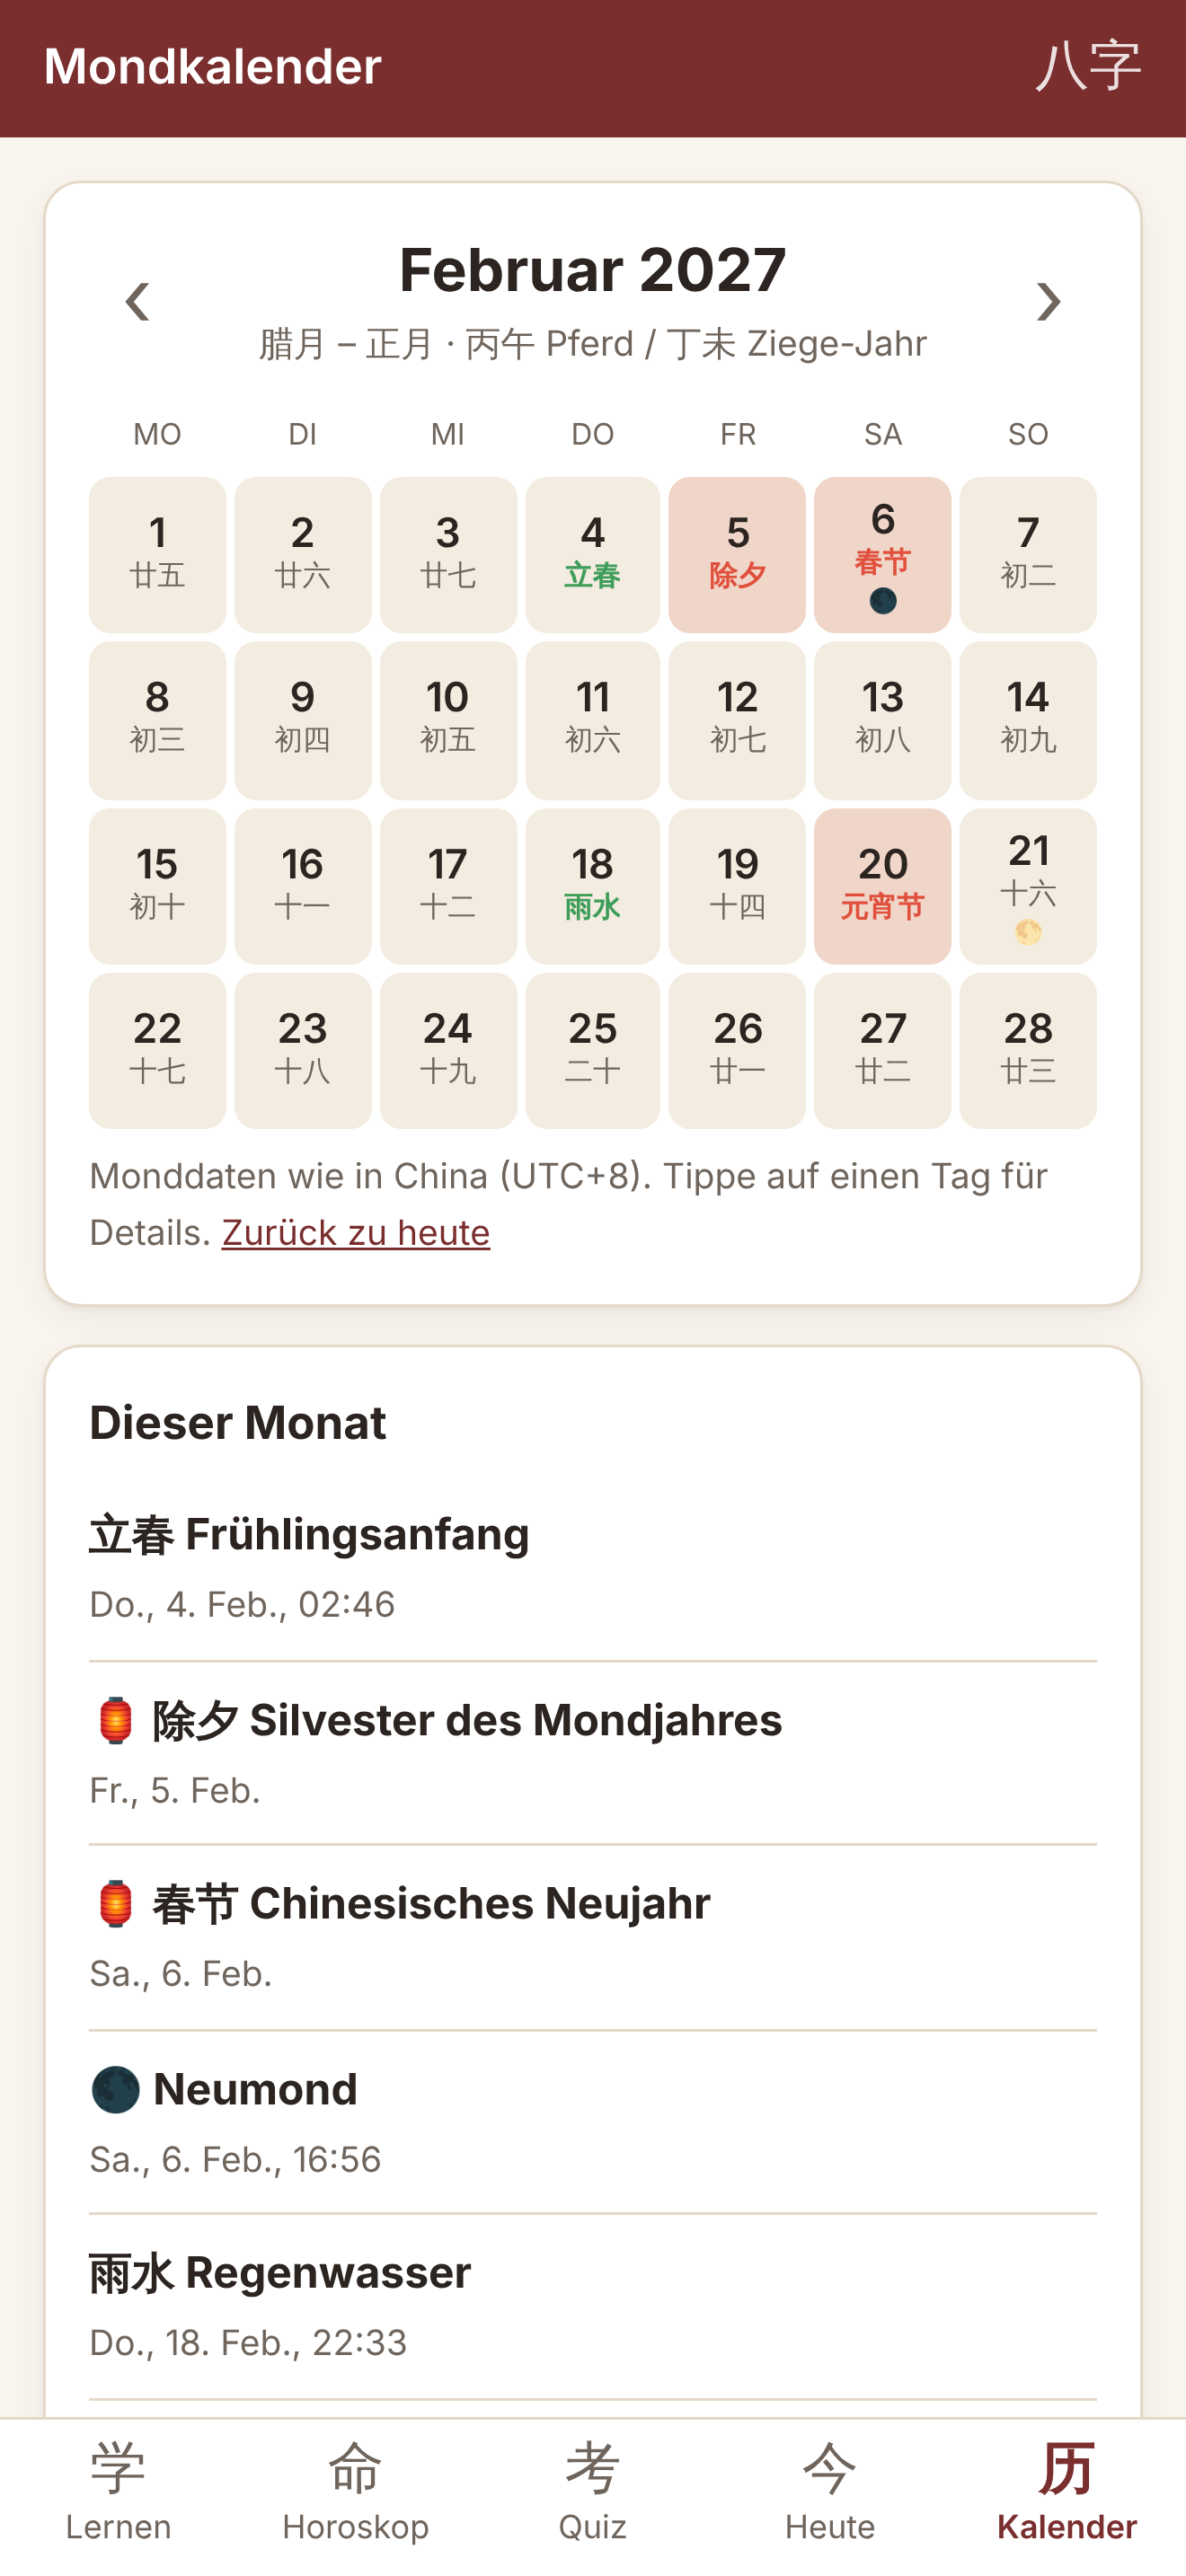 Mondkalender 八字
‹ Februar 2027 ›
腊月 – 正月 · 丙午 Pferd / 丁未 Ziege-Jahr
MO DI MI DO FR SA SO
1 2 3 4 5 6 7
廿五 廿六 廿七 立春 除夕 春节 初二
8 9 10 11 12 13 14
初三 初四 初五 初六 初七 初八 初九
15 16 17 18 19 20 21
初十 十一 十二 雨水 十四 元宵节 十六
22 23 24 25 26 27 28
十七 十八 十九 二十 廿一 廿二 廿三
Monddaten wie in China (UTC+8). Tippe auf einen Tag für
Details. Zurück zu heute
Dieser Monat
立春 Frühlingsanfang
Do., 4. Feb., 02:46
除夕 Silvester des Mondjahres
Fr., 5. Feb.
春节 Chinesisches Neujahr
Sa., 6. Feb.
Neumond
Sa., 6. Feb., 16:56
雨水 Regenwasser
Do., 18. Feb., 22:33
学 命 考 今 历
Lernen Horoskop Quiz Heute Kalender